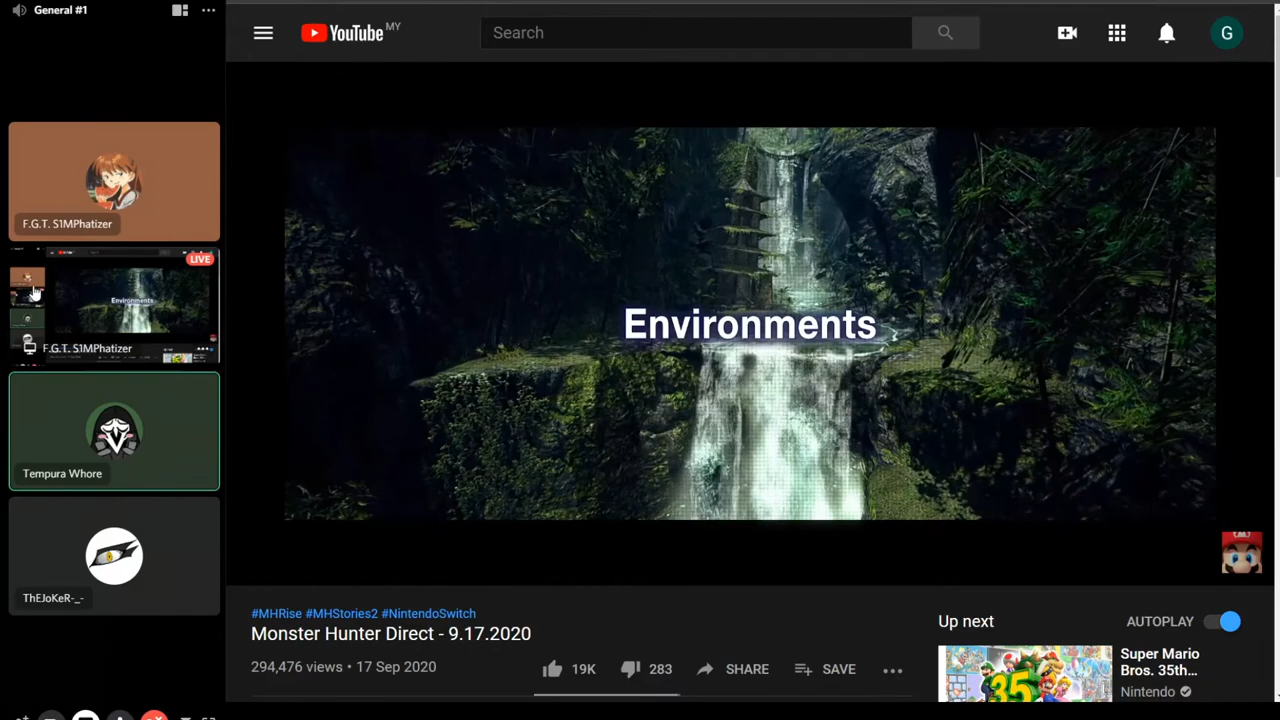 General #1
F.G.T. S1MPhatizer
LIVE
Environments
F.G.T. S1MPhatizer
Tempura Whore
ThEJoKeR-_-
YouTube MY
Search
G
Environments
#MHRise #MHStories2 #NintendoSwitch
Monster Hunter Direct - 9.17.2020
294,476 views • 17 Sep 2020
19K
283
SHARE
SAVE
Up next
AUTOPLAY
35
Super Mario
Bros. 35th...
Nintendo